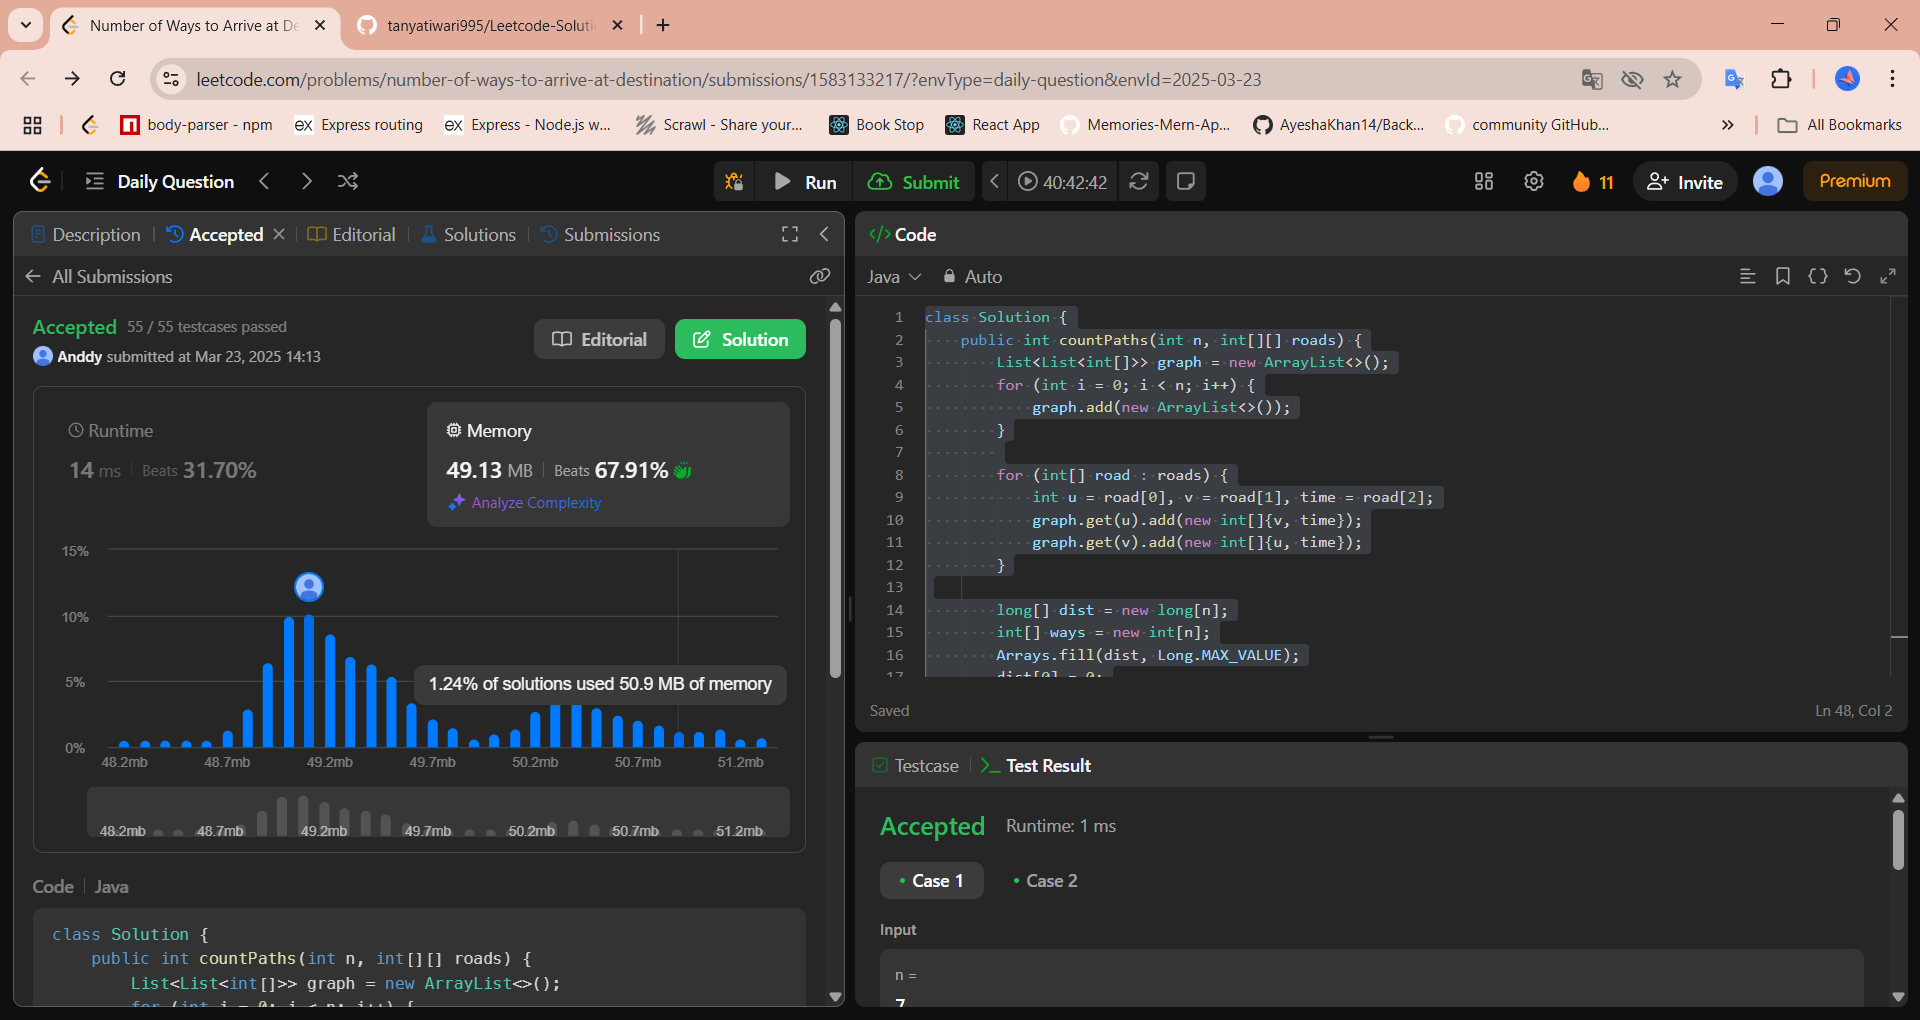 Number of Ways to Arrive at De
tanyatiwari995/Leetcode-Soluti
leetcode.com/problems/number-of-ways-to-arrive-at-destination/submissions/1583133217/?envType=daily-question&envId=2025-03-23
body-parser - npm
ex Express routing
ex Express - Node.js w...
Scrawl - Share your...
Book Stop
React App
Memories-Mern-Ap...
AyeshaKhan14/Back...
community GitHub...
All Bookmarks
Daily Question
Run
Submit
40:42:42
11
Invite
Premium
Description
Accepted
Editorial
Solutions
Submissions
All Submissions
Accepted 55 / 55 testcases passed
Anddy submitted at Mar 23, 2025 14:13
Editorial
Solution
Runtime
14 ms Beats 31.70%
Memory
49.13 MB Beats 67.91%
Analyze Complexity
15%
10%
5%
0%
1.24% of solutions used 50.9 MB of memory
48.2mb 48.7mb 49.2mb 49.7mb 50.2mb 50.7mb 51.2mb
48.2mb 48.7mb 49.2mb 49.7mb 50.2mb 50.7mb 51.2mb
Code Java
class Solution {
public int countPaths(int n, int[][] roads) {
List<List<int[]>> graph = new ArrayList<>();
for (int i = 0; i < n; i++) {
</> Code
Java
Auto
1 class Solution {
2 public int countPaths(int n, int[][] roads) {
3 List<List<int[]>> graph = new ArrayList<>();
4 for (int i = 0; i < n; i++) {
5 graph.add(new ArrayList<>());
6 }
7
8 for (int[] road : roads) {
9 int u = road[0], v = road[1], time = road[2];
10 graph.get(u).add(new int[]{v, time});
11 graph.get(v).add(new int[]{u, time});
12 }
13
14 long[] dist = new long[n];
15 int[] ways = new int[n];
16 Arrays.fill(dist, Long.MAX_VALUE);
17 dist[0] = 0;
Saved
Ln 48, Col 2
Testcase
Test Result
Accepted Runtime: 1 ms
Case 1
Case 2
Input
n =
7